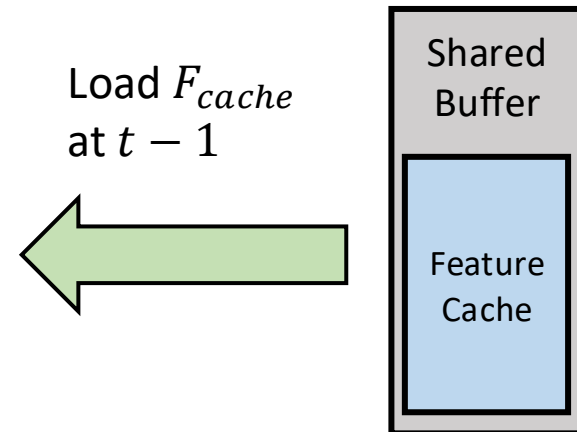 Load F_cache
at t − 1
Shared
Buffer
Feature
Cache